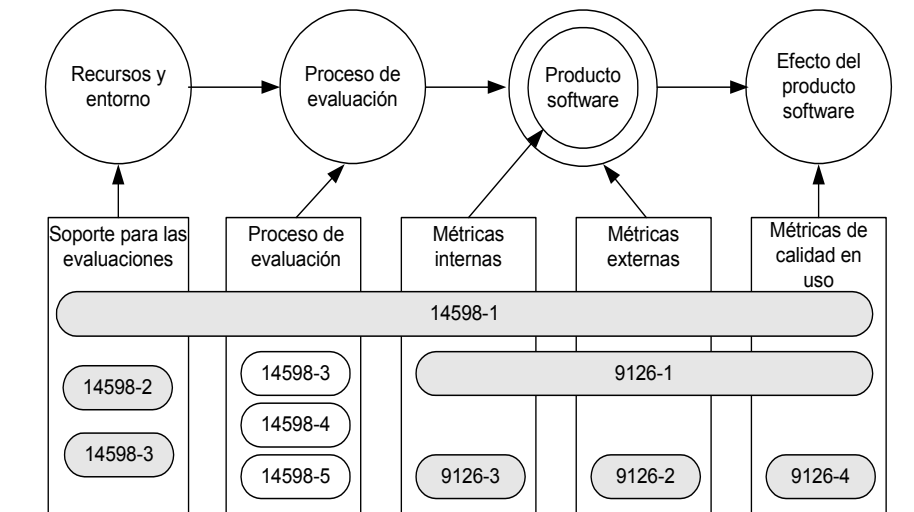 Recursos y
entorno
Proceso de
evaluación
Producto
software
Efecto del
producto
software
Soporte para las
evaluaciones
Proceso de
evaluación
Métricas
internas
Métricas
externas
Métricas de
calidad en
uso
14598-1
14598-2
14598-3
14598-3
14598-4
14598-5
9126-1
9126-3
9126-2
9126-4